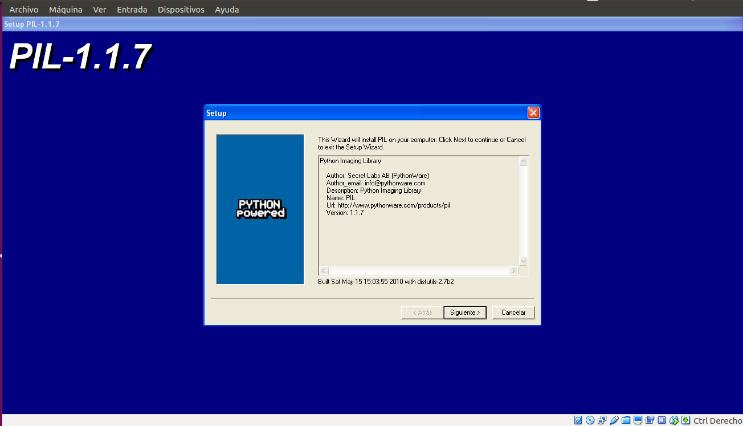 Archivo Máquina Ver Entrada Dispositivos Ayuda
Setup PIL-1.1.7
PIL-1.1.7
Setup
This Wizard will install PIL on your computer. Click Next to continue or Cancel
to exit the Setup Wizard.
Python Imaging Library
Author: Secret Labs AB (PythonWare)
Author_email: info@pythonware.com
Description: Python Imaging Library
Name: PIL
Url: http://www.pythonware.com/products/pil
Version: 1.1.7
PYTHON
powered
Built Sat May 15 15:03:55 2010 with distutils-2.7b2
< Atrás Siguiente > Cancelar
Ctrl Derecho